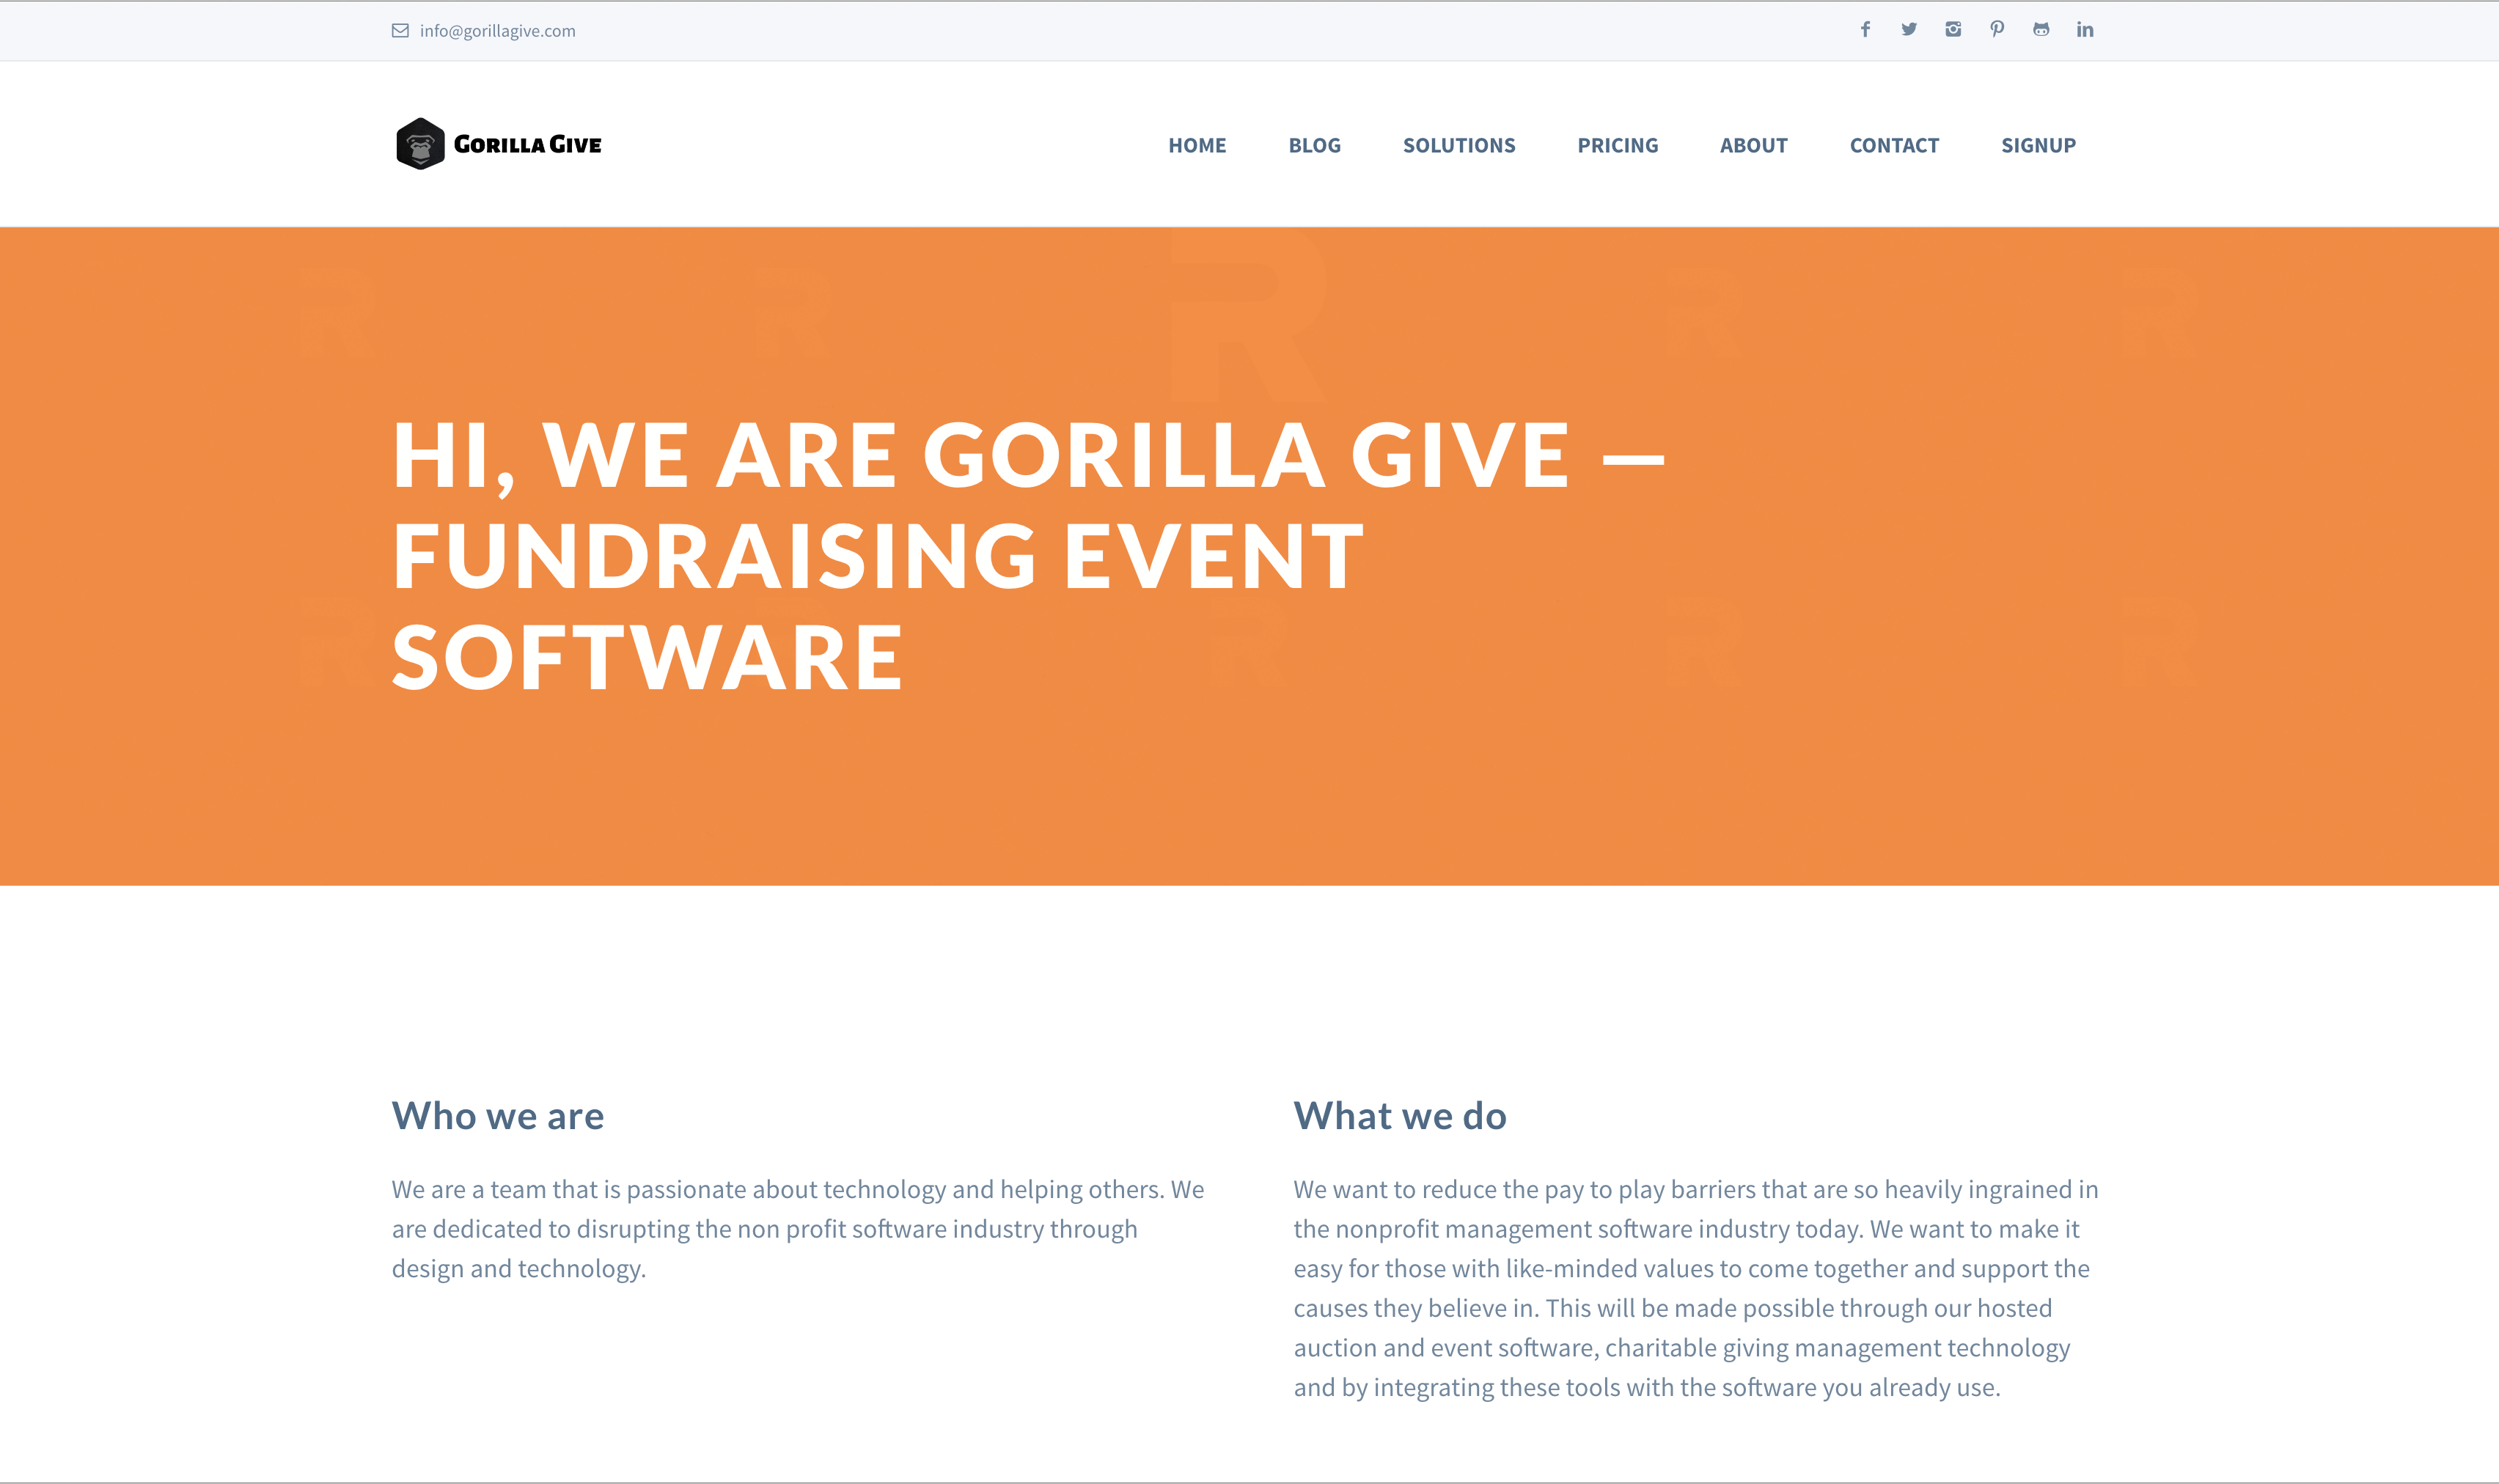 info@gorillagive.com
GORILLA GIVE
HOME BLOG SOLUTIONS PRICING ABOUT CONTACT SIGNUP
R R R R R
HI, WE ARE GORILLA GIVE —
FUNDRAISING EVENT
SOFTWARE
R R R R R
Who we are
We are a team that is passionate about technology and helping others. We
are dedicated to disrupting the non profit software industry through
design and technology.
What we do
We want to reduce the pay to play barriers that are so heavily ingrained in
the nonprofit management software industry today. We want to make it
easy for those with like-minded values to come together and support the
causes they believe in. This will be made possible through our hosted
auction and event software, charitable giving management technology
and by integrating these tools with the software you already use.